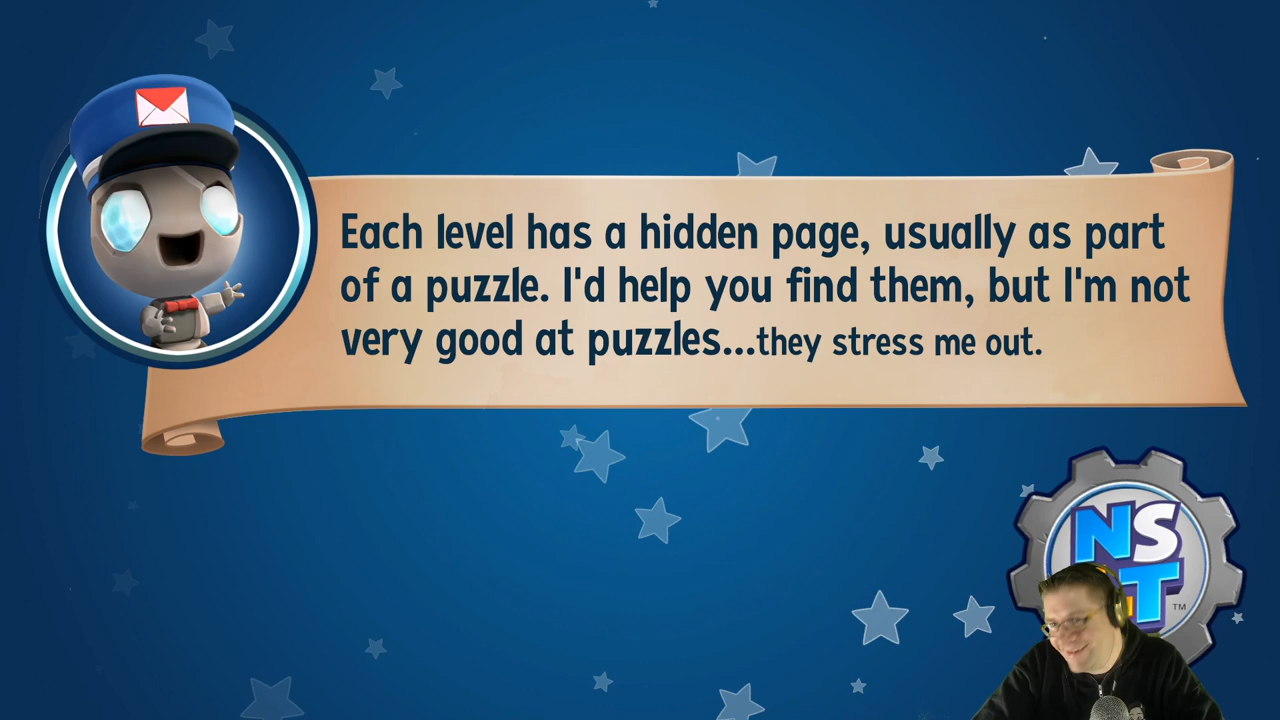 Each level has a hidden page, usually as part
of a puzzle. I'd help you find them, but I'm not
very good at puzzles...they stress me out.
NS
T
TM